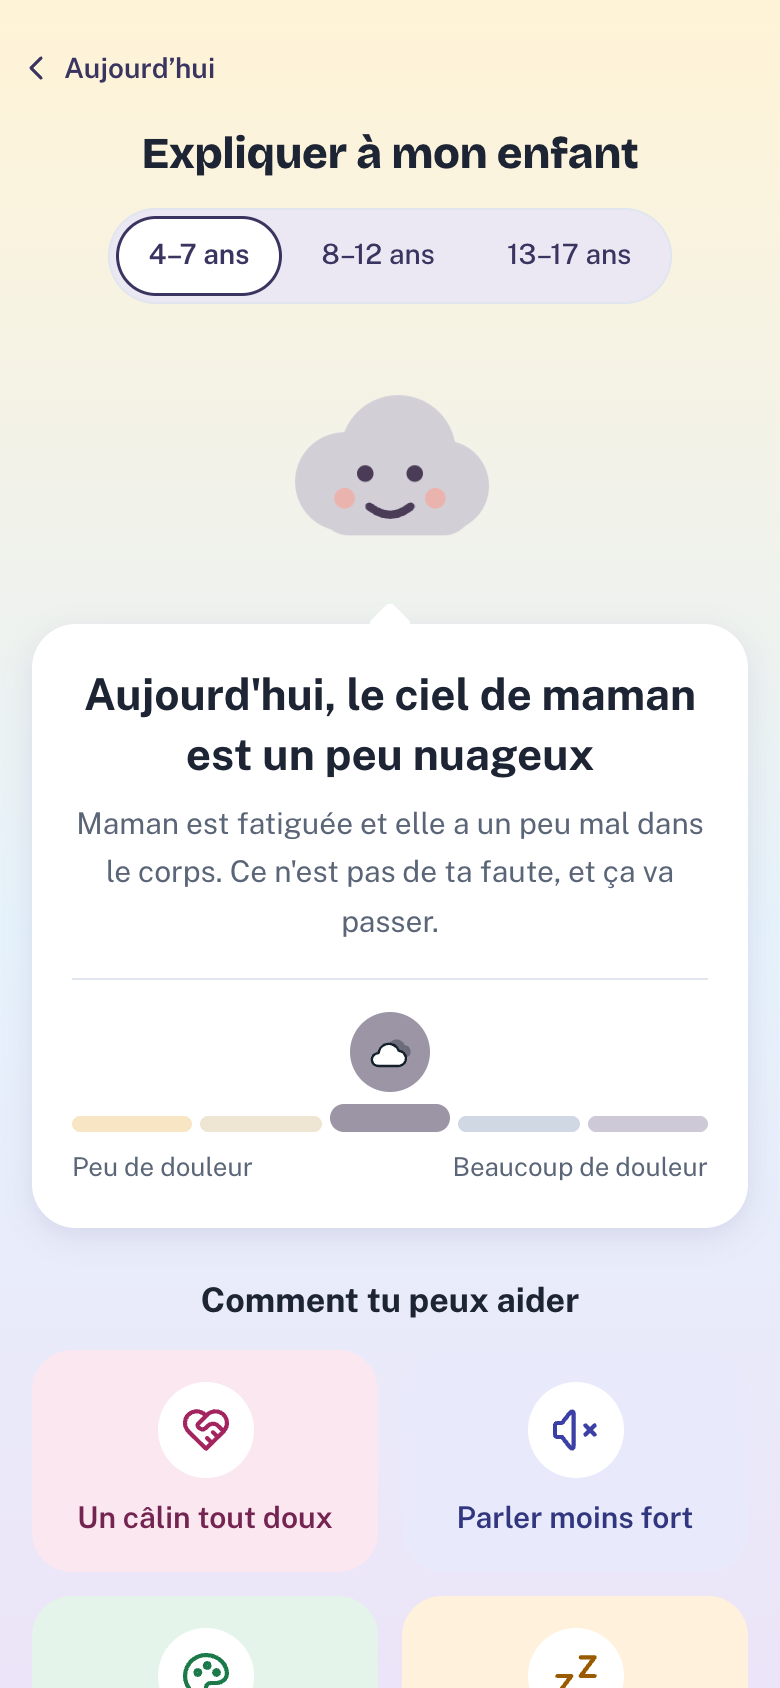 Aujourd’hui
Expliquer à mon enfant
4–7 ans
8–12 ans
13–17 ans
Aujourd'hui, le ciel de maman
est un peu nuageux
Maman est fatiguée et elle a un peu mal dans
le corps. Ce n'est pas de ta faute, et ça va
passer.
Peu de douleur
Beaucoup de douleur
Comment tu peux aider
Un câlin tout doux
Parler moins fort